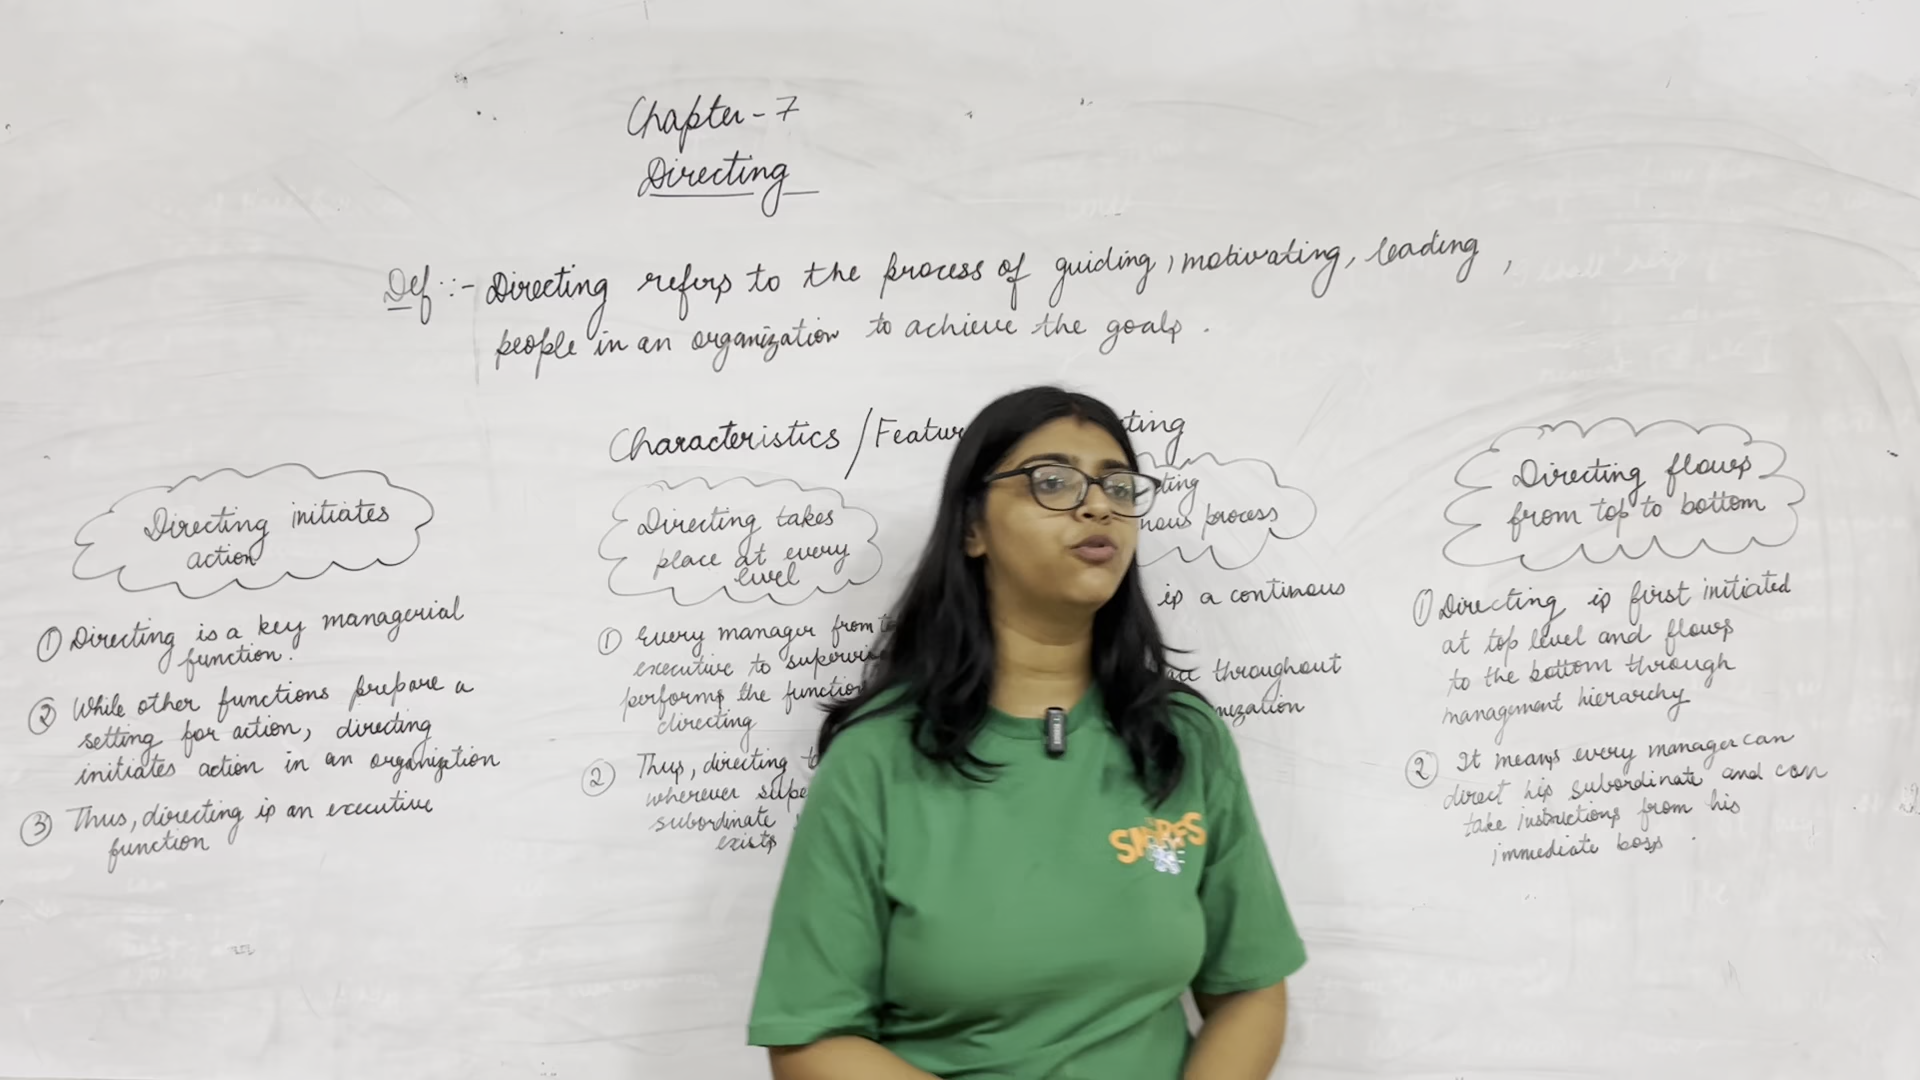 Chapter-7
Directing
Def :- Directing refers to the process of guiding, motivating, leading,
people in an organization to achieve the goals.
Characteristics / ting
Directing initiates
action
① Directing is a key managerial
function.
② While other functions prepare a
setting for action, directing
initiates action in an organization
③ Thus, directing is an executive
function
Directing takes
place at every
level
① Every manager from
executive to
performs the function
directing
② Thus, directing
wherever
subordinate
exists
process
is a continous
throughout
Directing flows
from top to bottom
① Directing is first initiated
at top level and flows
to the bottom through
management hierarchy
② It means every manager can
direct his subordinate and can
take instructions from his
immediate boss.